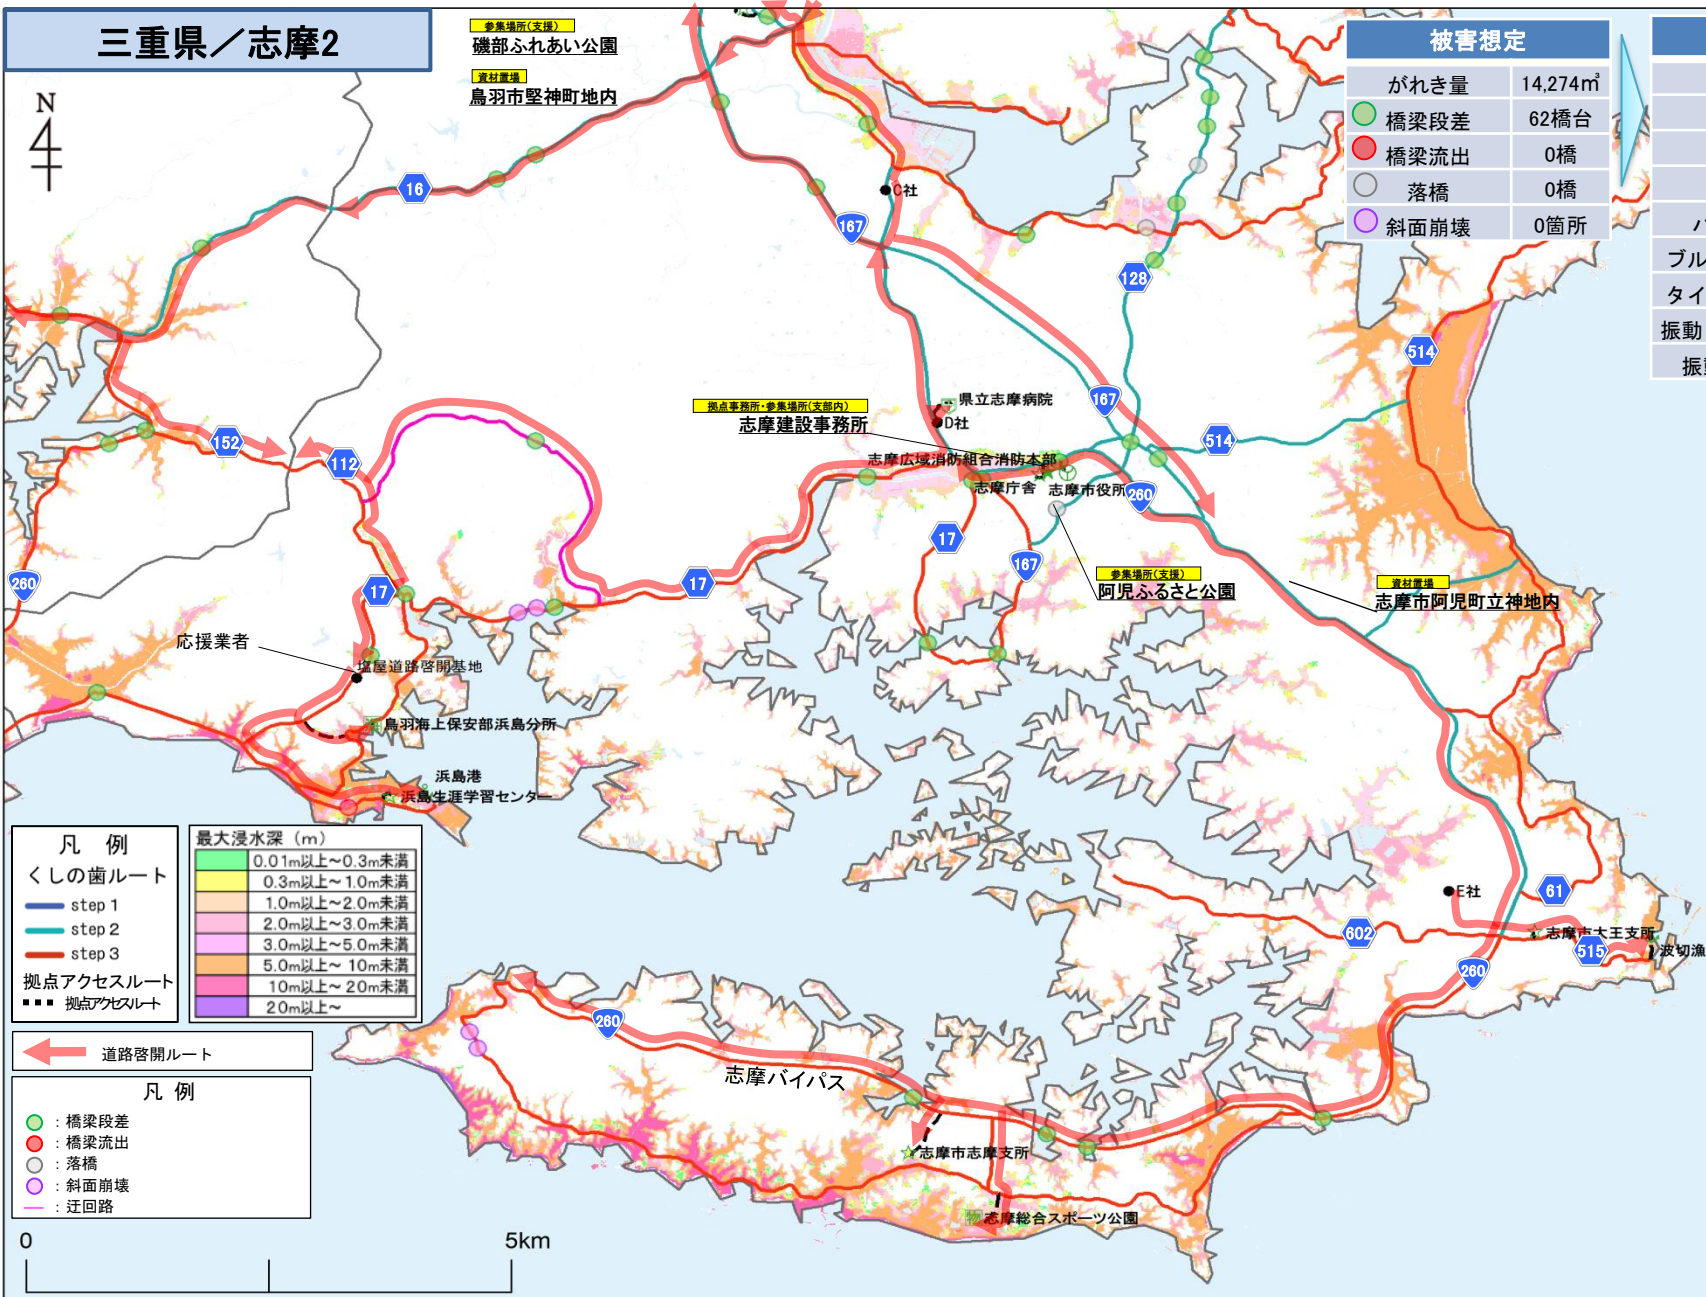 三重県／志摩2
参集場所(支援)
磯部ふれあい公園
資材置場
鳥羽市堅神町地内
N
被害想定
がれき量 14,274㎥
橋梁段差 62橋台
橋梁流出 0橋
落橋 0橋
斜面崩壊 0箇所
ブル
タイ
振動
16
C社
167
128
514
県立志摩病院
D社
拠点事務所・参集場所(支部内)
志摩建設事務所
167
514
152
112
志摩広域消防組合消防本部
志摩庁舎
志摩市役所
260
17
167
参集場所(支援)
阿児ふるさと公園
資材置場
志摩市阿児町立神地内
260
17
17
応援業者
塩屋道路啓開基地
鳥羽海上保安部浜島分所
浜島港
浜島生涯学習センター
E社
61
602
志摩市大王支所
515
波切漁
260
260
志摩バイパス
志摩市志摩支所
志摩総合スポーツ公園
凡 例
くしの歯ルート
step 1
step 2
step 3
拠点アクセスルート
拠点アクセスルート
最大浸水深（m）
0.01m以上～0.3m未満
0.3m以上～1.0m未満
1.0m以上～2.0m未満
2.0m以上～3.0m未満
3.0m以上～5.0m未満
5.0m以上～10m未満
10m以上～20m未満
20m以上～
道路啓開ルート
凡 例
：橋梁段差
：橋梁流出
：落橋
：斜面崩壊
：迂回路
0
5km